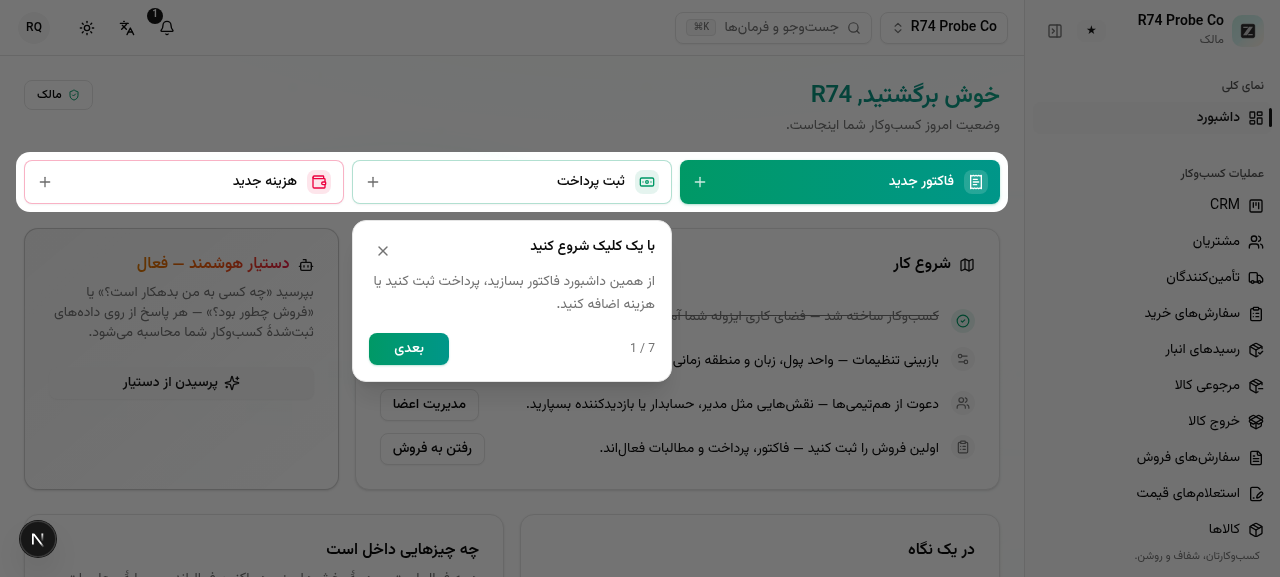 R74 Probe Co
مالک
★
نمای کلی
داشبورد
عملیات کسب‌وکار
CRM
مشتریان
تأمین‌کنندگان
سفارش‌های خرید
رسیدهای انبار
مرجوعی کالا
خروج کالا
سفارش‌های فروش
استعلام‌های قیمت
کالاها
کسب‌وکارتان، شفاف و روشن.
R74 Probe Co
جست‌وجو و فرمان‌ها
⌘K
1
RQ
خوش برگشتید, R74
وضعیت امروز کسب‌وکار شما اینجاست.
مالک
فاکتور جدید
ثبت پرداخت
هزینه جدید
با یک کلیک شروع کنید
از همین داشبورد فاکتور بسازید، پرداخت ثبت کنید یا
هزینه اضافه کنید.
1 / 7
بعدی
شروع کار
کسب‌وکار ساخته شد — فضای کاری ایزوله شما
بازبینی تنظیمات — واحد پول، زبان و منطقه زمانی
دعوت از هم‌تیمی‌ها — نقش‌هایی مثل مدیر، حسابدار یا بازدیدکننده بسپارید.
مدیریت اعضا
اولین فروش را ثبت کنید — فاکتور، پرداخت و مطالبات فعال‌اند.
رفتن به فروش
دستیار هوشمند — فعال
بپرسید «چه کسی به من بدهکار است؟» یا
«فروش چطور بود؟» — هر پاسخ از روی داده‌های
ثبت‌شدهٔ کسب‌وکار شما محاسبه می‌شود.
پرسیدن از دستیار
در یک نگاه
چه چیزهایی داخل است
N